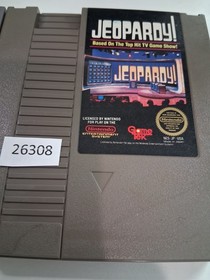 JEOPARDY!
Based On The Top Hit TV Game Show!
JEOPARDY!
26308
LICENSED BY NINTENDO
FOR PLAY ON THE
Nintendo
ENTERTAINMENT
SYSTEM
GameTek